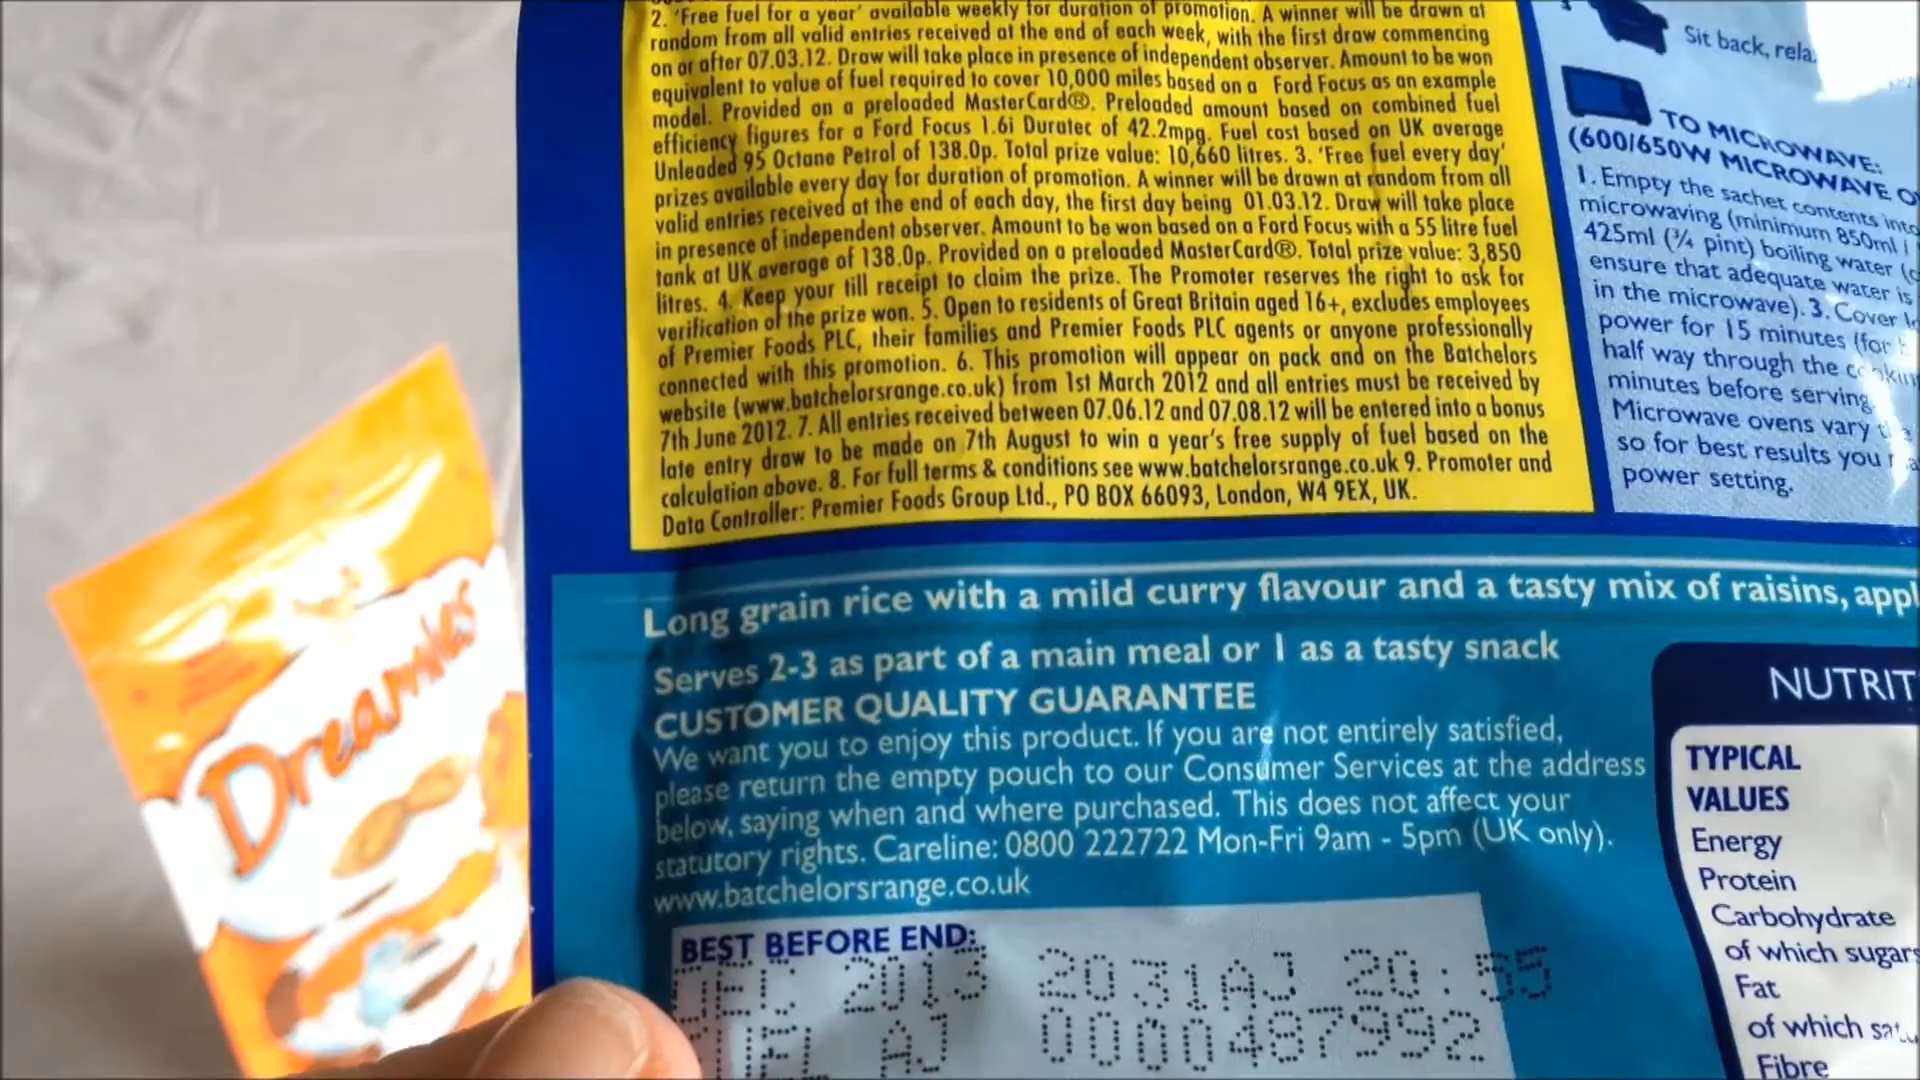 2. 'Free fuel for a year' available weekly for duration of promotion. A winner will be drawn at
random from all valid entries received at the end of each week, with the first draw commencing
on or after 07.03.12. Draw will take place in presence of independent observer. Amount to be won
equivalent to value of fuel required to cover 10,000 miles based on a Ford Focus as an example
model. Provided on a preloaded MasterCard®. Preloaded amount based on combined fuel
efficiency figures for a Ford Focus 1.6i Duratec of 42.2mpg. Fuel cost based on UK average
Unleaded 95 Octane Petrol of 138.0p. Total prize value: 10,660 litres. 3. 'Free fuel every day'
prizes available every day for duration of promotion. A winner will be drawn at random from all
valid entries received at the end of each day, the first day being 01.03.12. Draw will take place
in presence of independent observer. Amount to be won based on a Ford Focus with a 55 litre fuel
tank at UK average of 138.0p. Provided on a preloaded MasterCard®. Total prize value: 3,850
litres. 4. Keep your till receipt to claim the prize. The Promoter reserves the right to ask for
verification of the prize won. 5. Open to residents of Great Britain aged 16+, excludes employees
of Premier Foods PLC, their families and Premier Foods PLC agents or anyone professionally
connected with this promotion. 6. This promotion will appear on pack and on the Batchelors
website (www.batchelorsrange.co.uk) from 1st March 2012 and all entries must be received by
7th June 2012. 7. All entries received between 07.06.12 and 07.08.12 will be entered into a bonus
late entry draw to be made on 7th August to win a year's free supply of fuel based on the
calculation above. 8. For full terms & conditions see www.batchelorsrange.co.uk 9. Promoter and
Data Controller: Premier Foods Group Ltd., PO BOX 66093, London, W4 9EX, UK.
Sit back, rela
TO MICROWAVE:
(600/650W MICROWAVE
1. Empty the sachet contents into
microwaving (minimum 850ml
425ml (¾ pint) boiling water
ensure that adequate water is
in the microwave). 3. Cover
power for 15 minutes (for
half way through the
minutes before serving.
Microwave ovens vary
so for best results you
power setting.
Long grain rice with a mild curry flavour and a tasty mix of raisins, appl
Serves 2-3 as part of a main meal or 1 as a tasty snack
CUSTOMER QUALITY GUARANTEE
We want you to enjoy this product. If you are not entirely satisfied,
please return the empty pouch to our Consumer Services at the address
below, saying when and where purchased. This does not affect your
statutory rights. Careline: 0800 222722 Mon-Fri 9am - 5pm (UK only).
www.batchelorsrange.co.uk
BEST BEFORE END:
DEC 2013 2031AJ 20:55
AJ 0000487992
NUTRIT
TYPICAL
VALUES
Energy
Protein
Carbohydrate
of which sugars
Fat
of which
Fibre
Dreamies